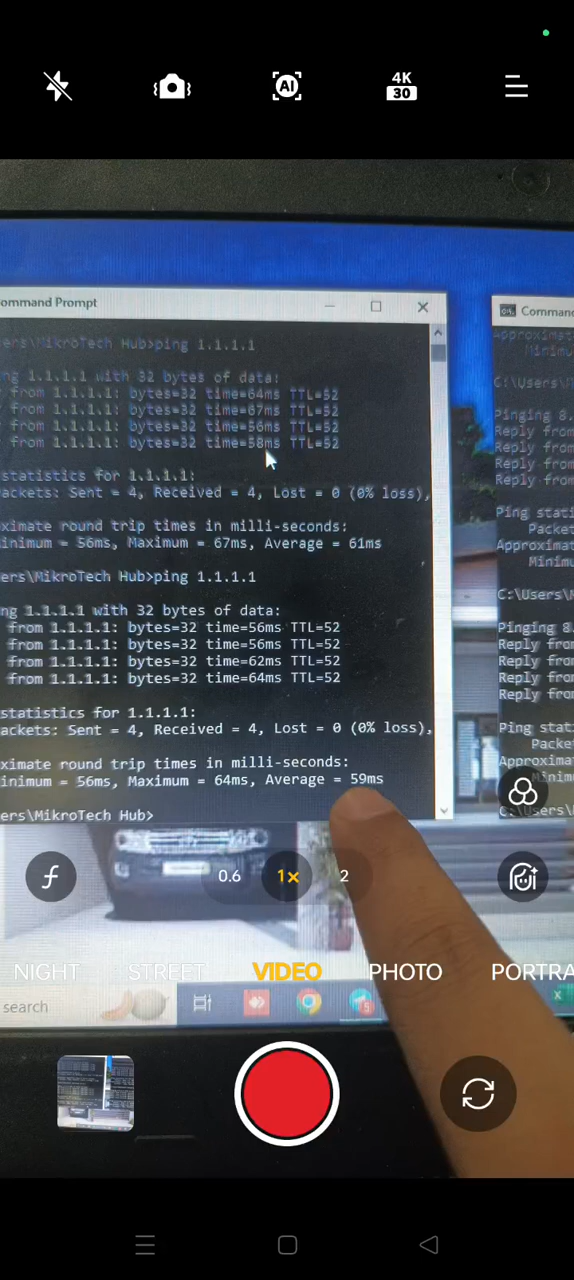 AI
4K
30
ommand Prompt
ers\MikroTech Hub>ping 1.1.1.1
ng 1.1.1.1 with 32 bytes of data:
from 1.1.1.1: bytes=32 time=64ms TTL=52
from 1.1.1.1: bytes=32 time=67ms TTL=52
from 1.1.1.1: bytes=32 time=56ms TTL=52
from 1.1.1.1: bytes=32 time=58ms TTL=52
statistics for 1.1.1.1:
ackets: Sent = 4, Received = 4, Lost = 0 (0% loss),
ximate round trip times in milli-seconds:
inimum = 56ms, Maximum = 67ms, Average = 61ms
ers\MikroTech Hub>ping 1.1.1.1
ng 1.1.1.1 with 32 bytes of data:
from 1.1.1.1: bytes=32 time=56ms TTL=52
from 1.1.1.1: bytes=32 time=56ms TTL=52
from 1.1.1.1: bytes=32 time=62ms TTL=52
from 1.1.1.1: bytes=32 time=64ms TTL=52
statistics for 1.1.1.1:
ackets: Sent = 4, Received = 4, Lost = 0 (0% loss),
ximate round trip times in milli-seconds:
inimum = 56ms, Maximum = 64ms, Average = 59ms
ers\MikroTech Hub>
Comman
Approximat
Minimu
C:\Users\M
Pinging 8.
Reply from
Reply from
Reply from
Reply from
Ping stati
Packet
Approximat
Minim
C:\Users\M
Pinging 8.
Reply from
Reply from
Reply from
Reply from
Ping stat
Packe
Approxima
Minimu
C:\Users\
0.6
1×
2
NIGHT
STREET
VIDEO
PHOTO
PORTRA
search